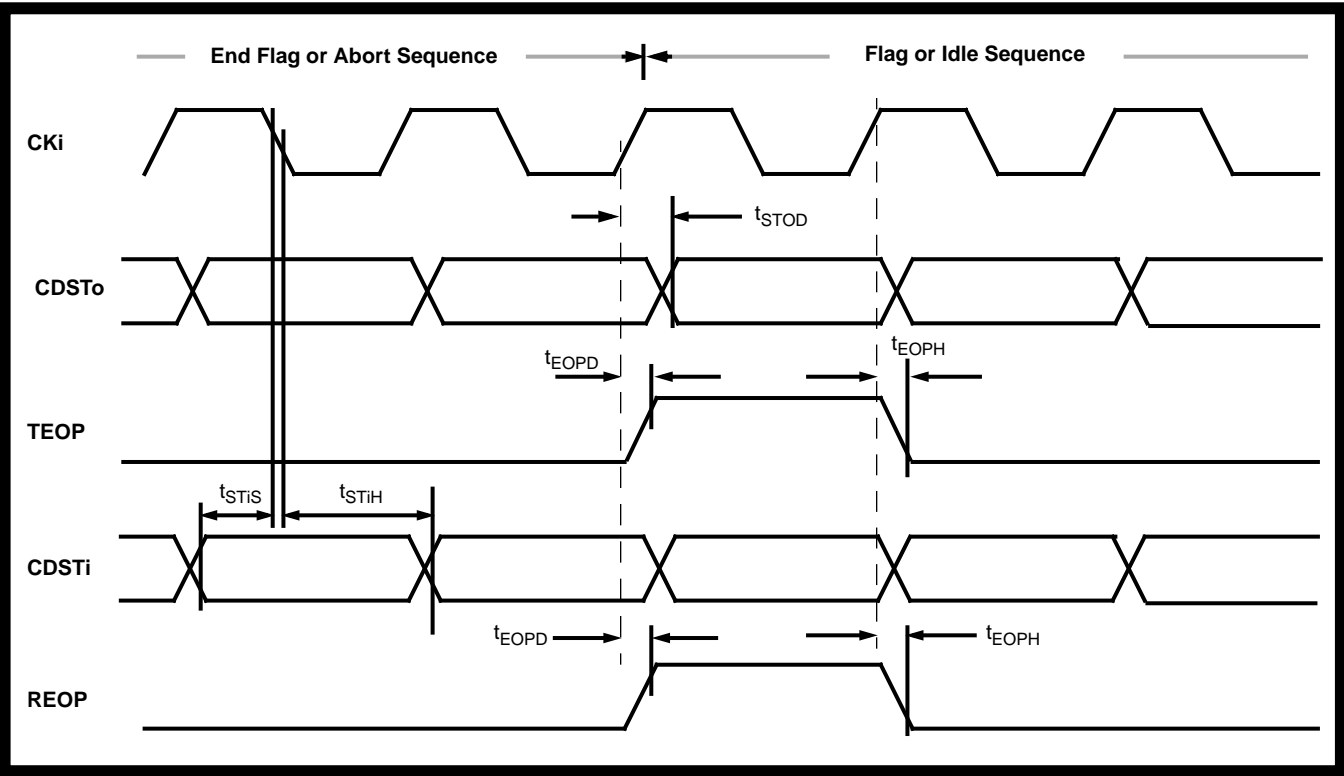 End Flag or Abort Sequence
Flag or Idle Sequence
CKi
tSTOD
CDSTo
tEOPD
tEOPH
TEOP
tSTiS
tSTiH
CDSTi
tEOPD
tEOPH
REOP